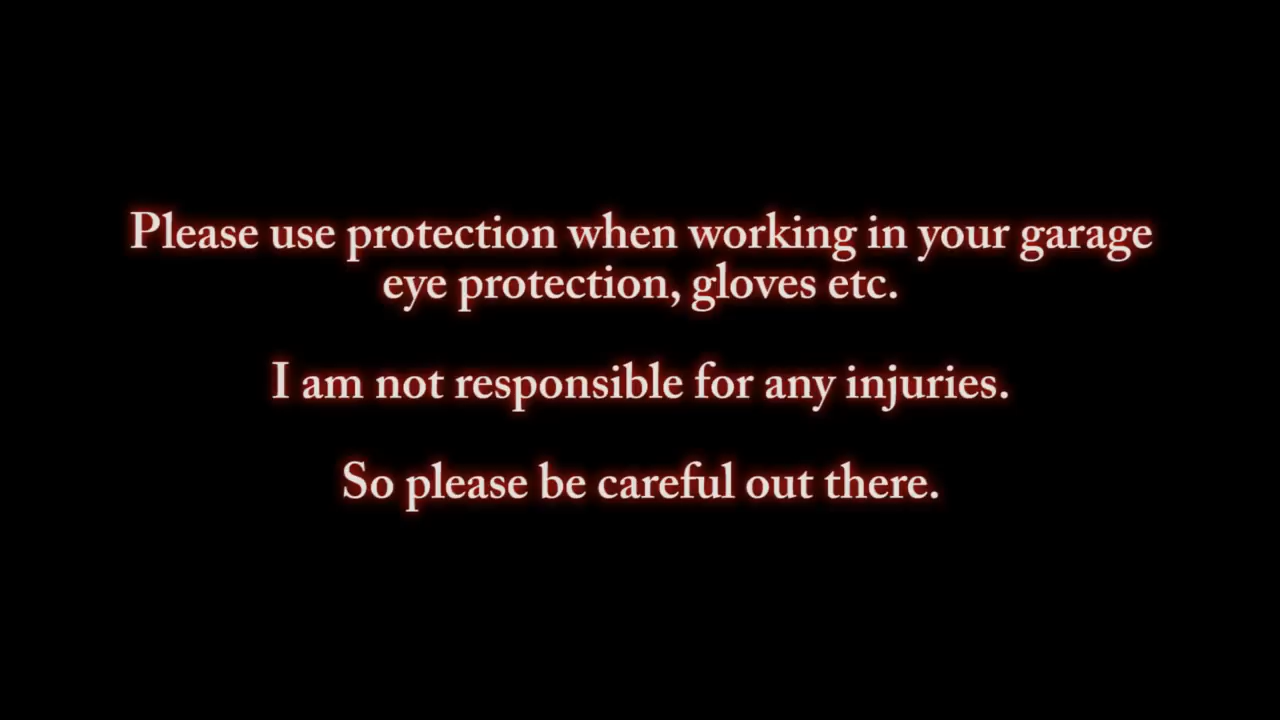 Please use protection when working in your garage
eye protection, gloves etc.
I am not responsible for any injuries.
So please be careful out there.